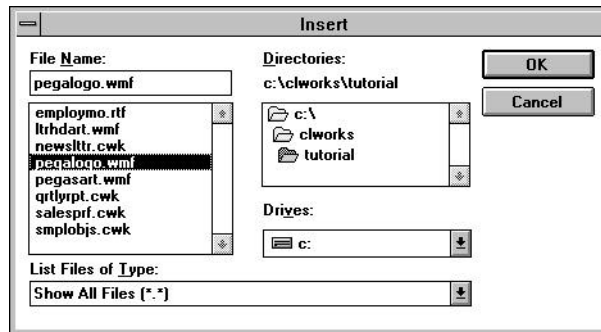 Insert
File Name:
pegalogo.wmf
employmo.rtf
ltrhdart.wmf
newslttr.cwk
pegalogo.wmf
pegasart.wmf
qrtlyrpt.cwk
salesprf.cwk
smplobjs.cwk
List Files of Type:
Show All Files (*.*)
Directories:
c:\clworks\tutorial
c:\
clworks
tutorial
Drives:
c:
OK
Cancel